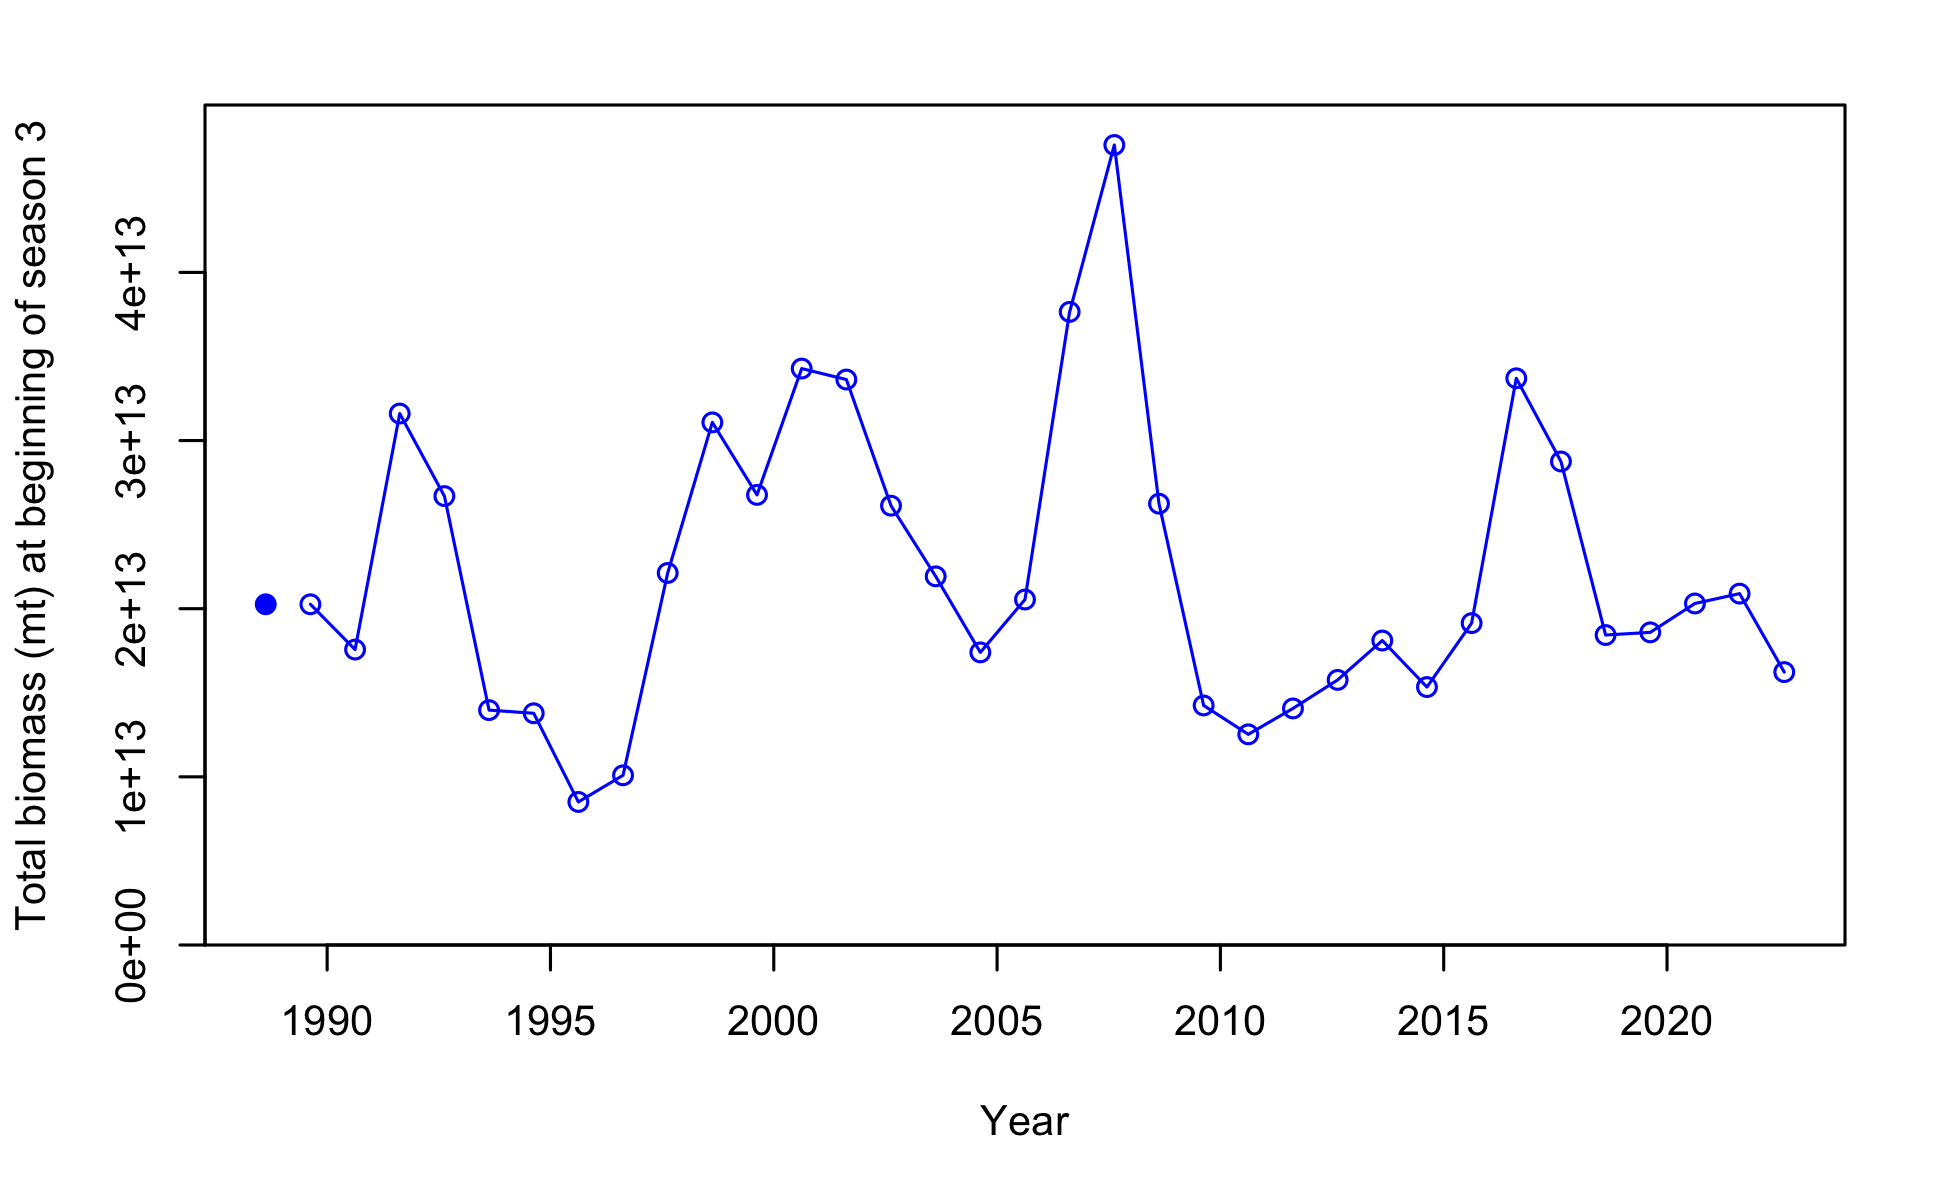 Total biomass (mt) at beginning of season 3
4e+13
3e+13
2e+13
1e+13
0e+00
1990 1995 2000 2005 2010 2015 2020
Year